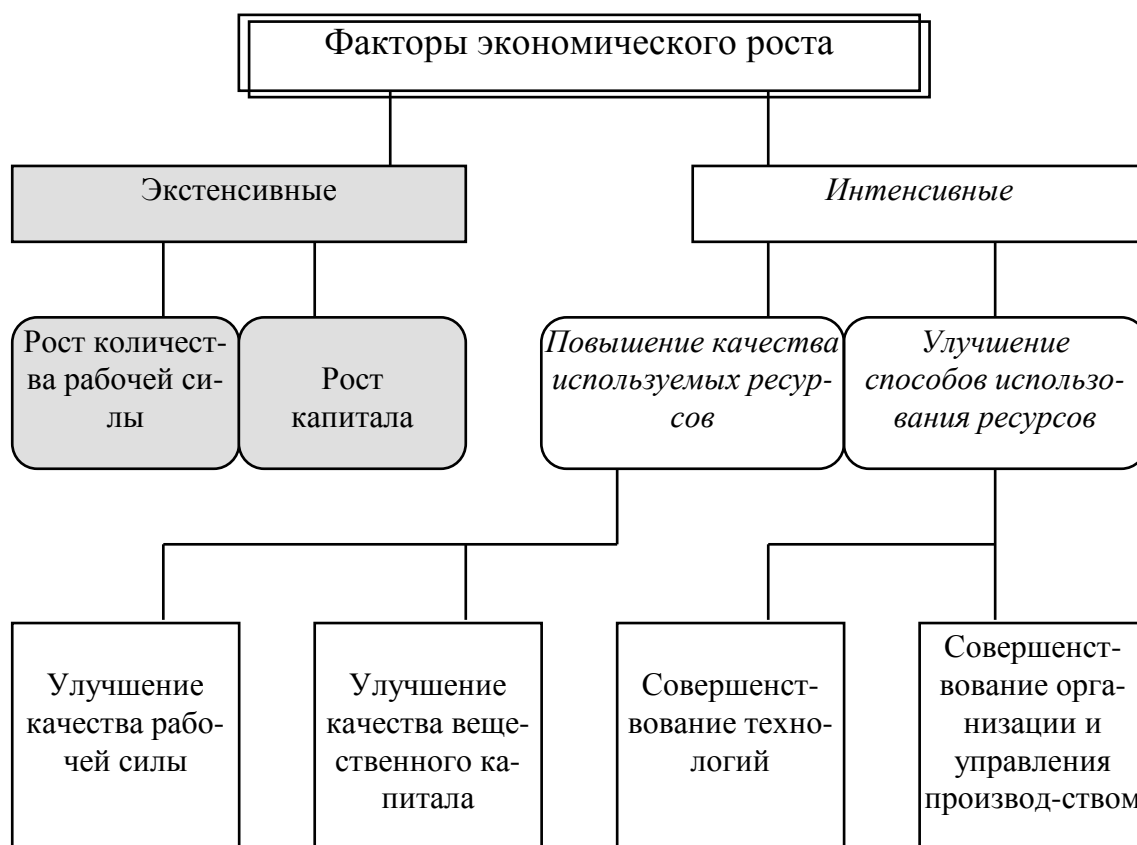 Факторы экономического роста
Экстенсивные
Интенсивные
Рост количест-
ва рабочей си-
лы
Рост
капитала
Повышение качества
используемых ресур-
сов
Улучшение
способов использо-
вания ресурсов
Улучшение
качества рабо-
чей силы
Улучшение
качества веще-
ственного ка-
питала
Совершенст-
вование техно-
логий
Совершенст-
вование орга-
низации и
управления
производ-ством